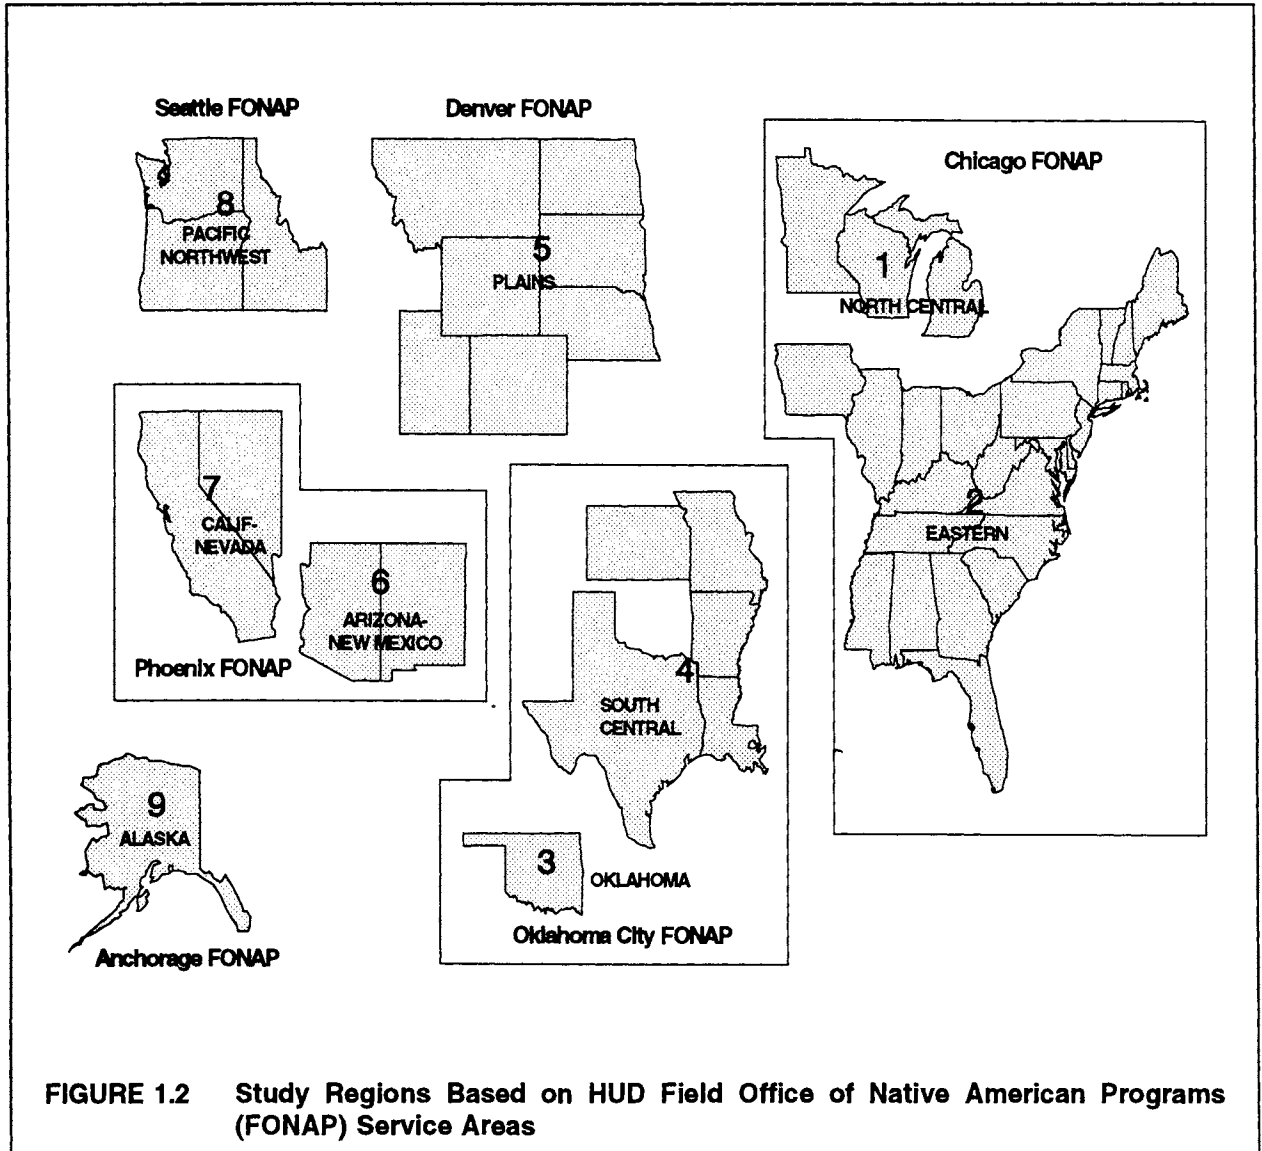 Seattle FONAP
Denver FONAP
Chicago FONAP
8
PACIFIC
NORTHWEST
5
PLAINS
1
NORTH CENTRAL
7
CALIF-
NEVADA
6
ARIZONA-
NEW MEXICO
Phoenix FONAP
2
EASTERN
4
SOUTH
CENTRAL
9
ALASKA
Anchorage FONAP
3
OKLAHOMA
Oklahoma City FONAP
FIGURE 1.2 Study Regions Based on HUD Field Office of Native American Programs
(FONAP) Service Areas